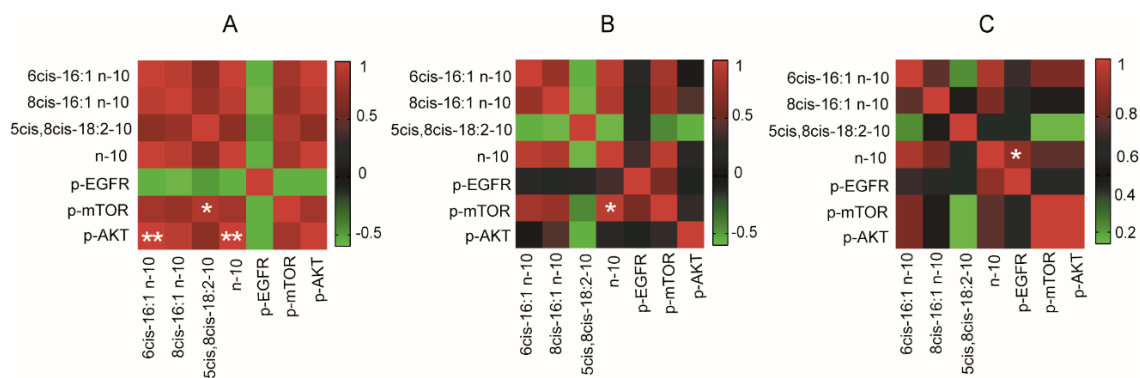 A
6cis-16:1 n-10
8cis-16:1 n-10
5cis,8cis-18:2-10
n-10
p-EGFR
p-mTOR
p-AKT
*
** **
1
0.5
0
-0.5
6cis-16:1 n-10
8cis-16:1 n-10
5cis,8cis-18:2-10
n-10
p-EGFR
p-mTOR
p-AKT
B
6cis-16:1 n-10
8cis-16:1 n-10
5cis,8cis-18:2-10
n-10
p-EGFR
p-mTOR
p-AKT
*
1
0.5
0
-0.5
6cis-16:1 n-10
8cis-16:1 n-10
5cis,8cis-18:2-10
n-10
p-EGFR
p-mTOR
p-AKT
C
6cis-16:1 n-10
8cis-16:1 n-10
5cis,8cis-18:2-10
n-10
p-EGFR
p-mTOR
p-AKT
*
1
0.8
0.6
0.4
0.2
6cis-16:1 n-10
8cis-16:1 n-10
5cis,8cis-18:2-10
n-10
p-EGFR
p-mTOR
p-AKT